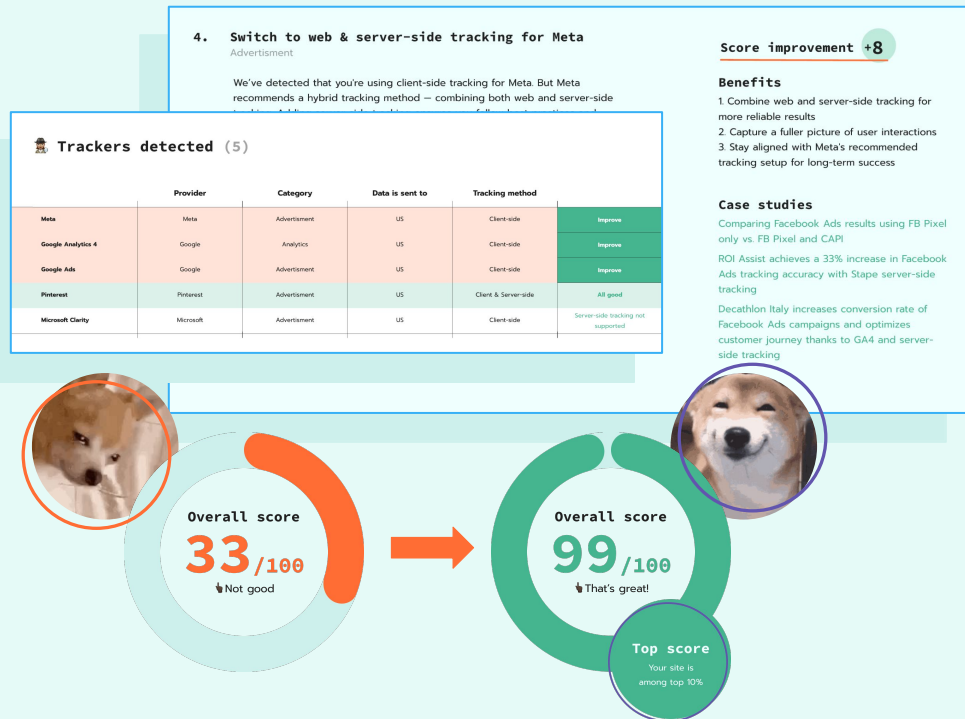 4. Switch to web & server-side tracking for Meta
Advertisment
We've detected that you're using client-side tracking for Meta. But Meta
recommends a hybrid tracking method — combining both web and server-side
Score improvement +8
Benefits
1. Combine web and server-side tracking for
more reliable results
2. Capture a fuller picture of user interactions
3. Stay aligned with Meta's recommended
tracking setup for long-term success
Case studies
Comparing Facebook Ads results using FB Pixel
only vs. FB Pixel and CAPI
ROI Assist achieves a 33% increase in Facebook
Ads tracking accuracy with Stape server-side
tracking
Decathlon Italy increases conversion rate of
Facebook Ads campaigns and optimizes
customer journey thanks to GA4 and server-
side tracking
Trackers detected (5)
Provider Category Data is sent to Tracking method
Meta Meta Advertisment US Client-side Improve
Google Analytics 4 Google Analytics US Client-side Improve
Google Ads Google Advertisment US Client-side Improve
Pinterest Pinterest Advertisment US Client & Server-side All good
Microsoft Clarity Microsoft Advertisment US Client-side Server-side tracking not
supported
Overall score
33/100
Not good
Overall score
99/100
That's great!
Top score
Your site is
among top 10%